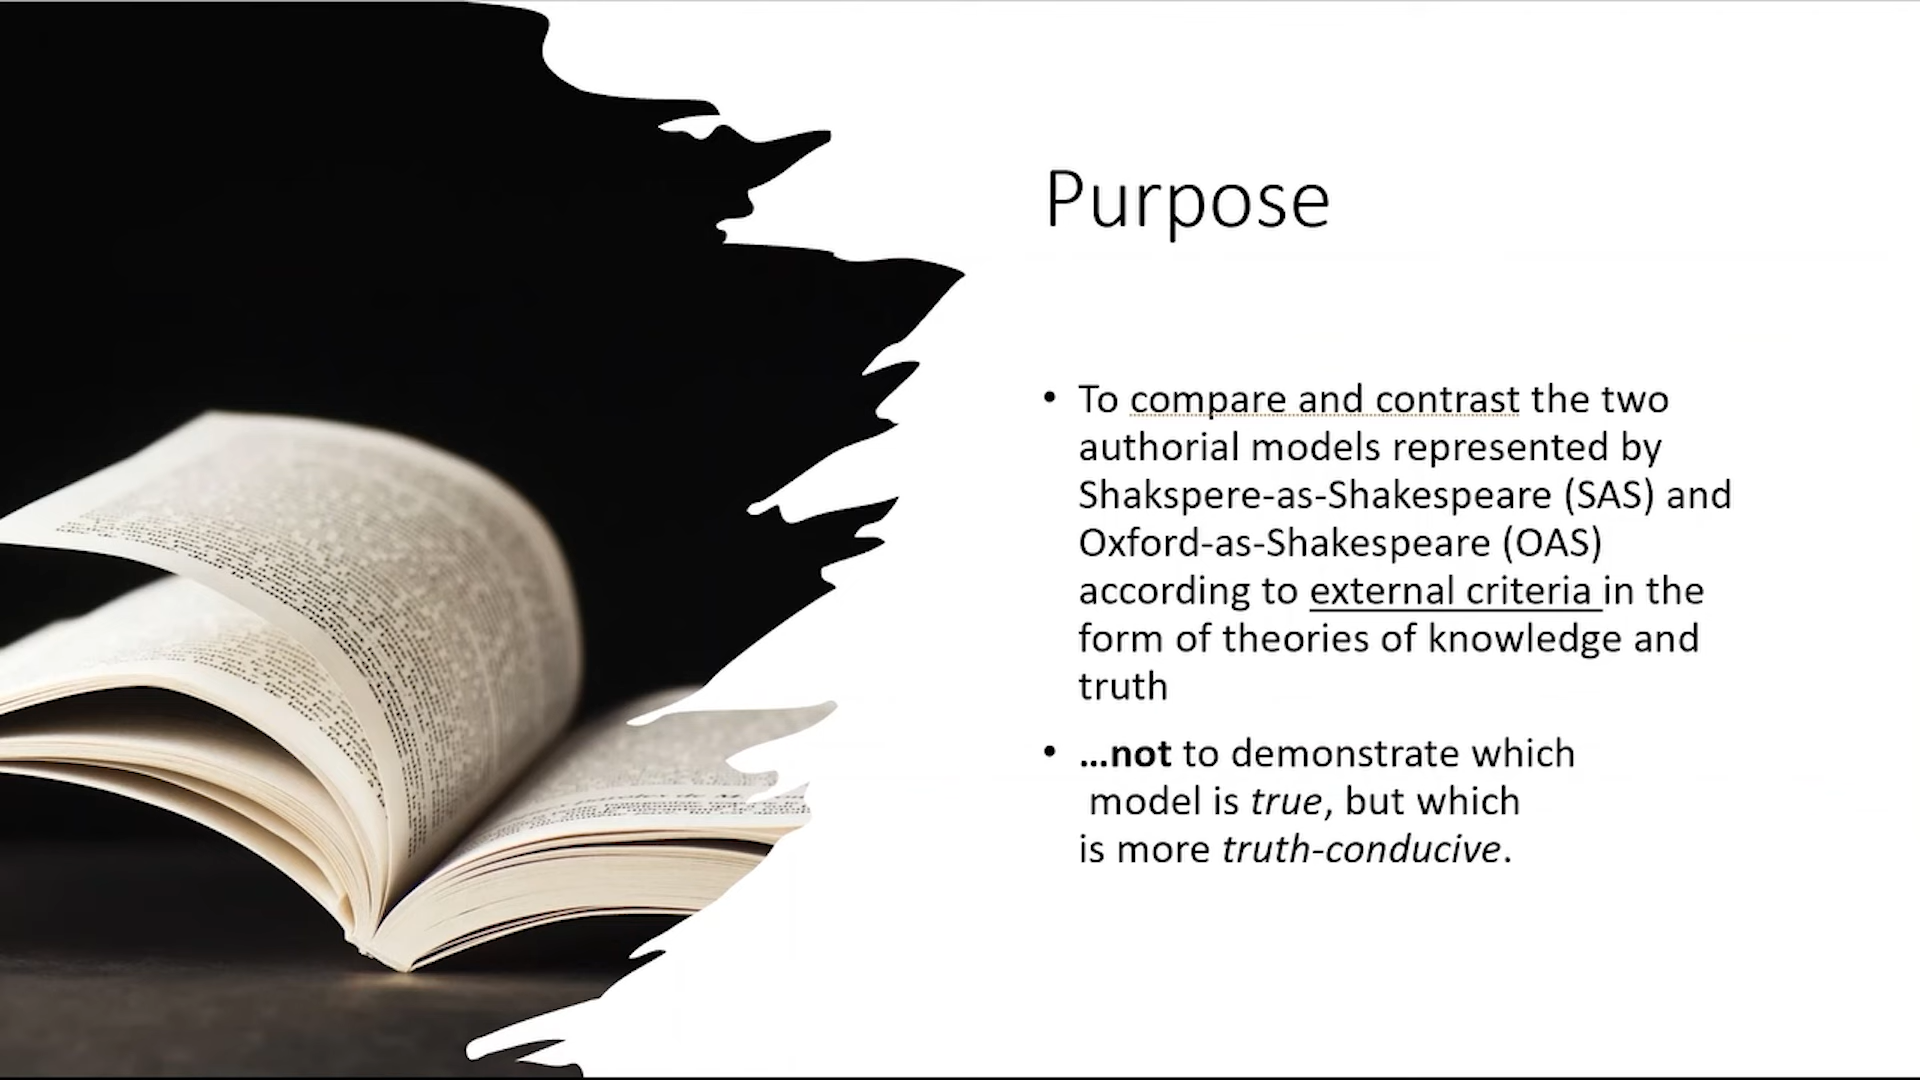 Purpose
• To compare and contrast the two
authorial models represented by
Shakspere-as-Shakespeare (SAS) and
Oxford-as-Shakespeare (OAS)
according to external criteria in the
form of theories of knowledge and
truth
• …not to demonstrate which
model is true, but which
is more truth-conducive.